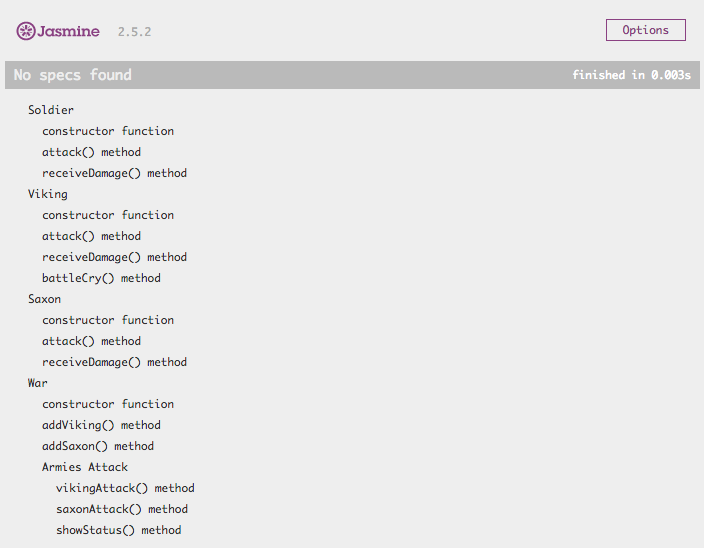 Jasmine 2.5.2 Options
No specs found finished in 0.003s
Soldier
constructor function
attack() method
receiveDamage() method
Viking
constructor function
attack() method
receiveDamage() method
battleCry() method
Saxon
constructor function
attack() method
receiveDamage() method
War
constructor function
addViking() method
addSaxon() method
Armies Attack
vikingAttack() method
saxonAttack() method
showStatus() method